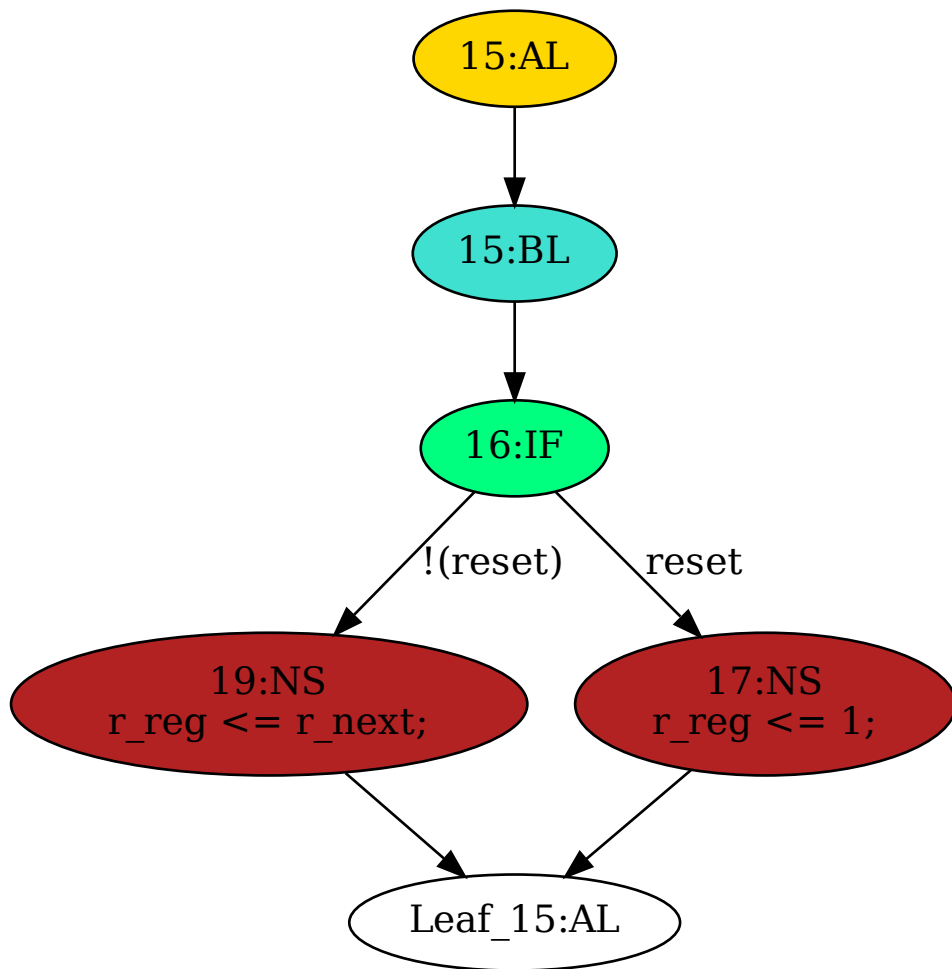 15:AL
15:BL
16:IF
!(reset)
reset
19:NS
r_reg <= r_next;
17:NS
r_reg <= 1;
Leaf_15:AL